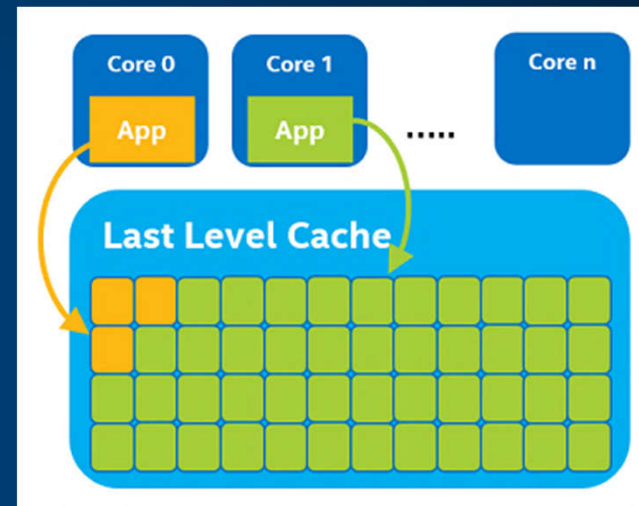 Core 0
Core 1
Core n
App
App
.....
Last Level Cache